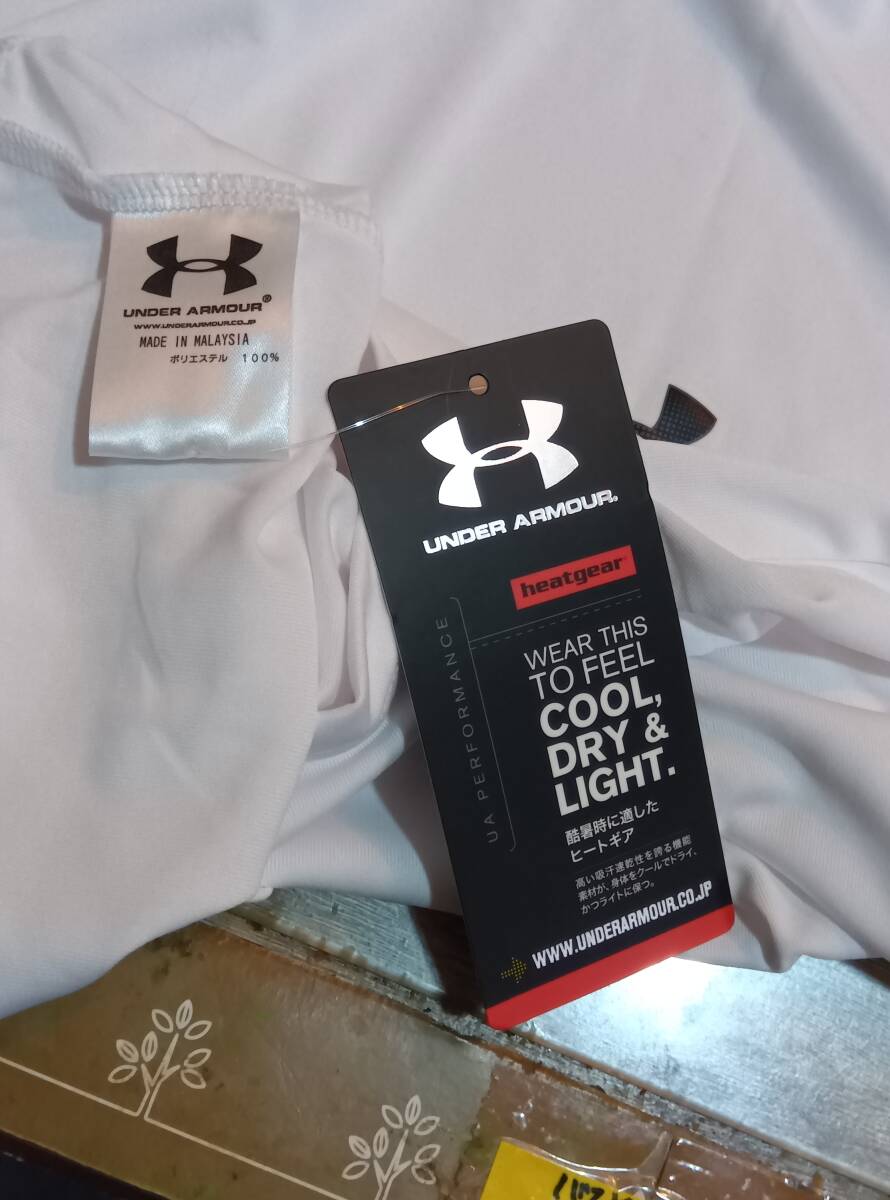 UNDER ARMOUR®
WWW.UNDERARMOUR.CO.JP
MADE IN MALAYSIA
ポリエステル 100%
UNDER ARMOUR®
heatgear
UA PERFORMANCE
WEAR THIS
TO FEEL
COOL,
DRY &
LIGHT.
酷暑時に適した
ヒートギア
高い吸汗速乾性を誇る機能
素材が、身体をクールでドライ、
かつライトに保つ。
WWW.UNDERARMOUR.CO.JP